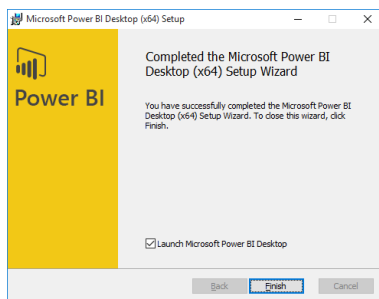 Microsoft Power BI Desktop (x64) Setup
Power BI
Completed the Microsoft Power BI
Desktop (x64) Setup Wizard
You have successfully completed the Microsoft Power BI
Desktop (x64) Setup Wizard. To close this wizard, click
Finish.
Launch Microsoft Power BI Desktop
Back
Finish
Cancel